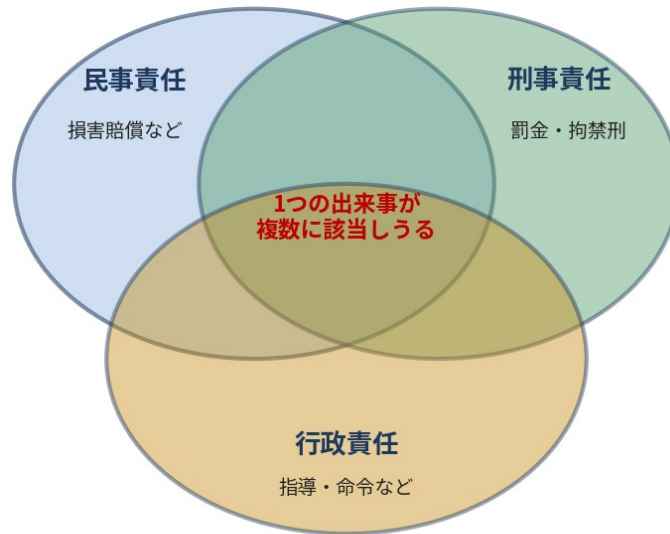 民事責任
刑事責任
損害賠償など
罰金・拘禁刑
1つの出来事が
複数に該当しうる
行政責任
指導・命令など